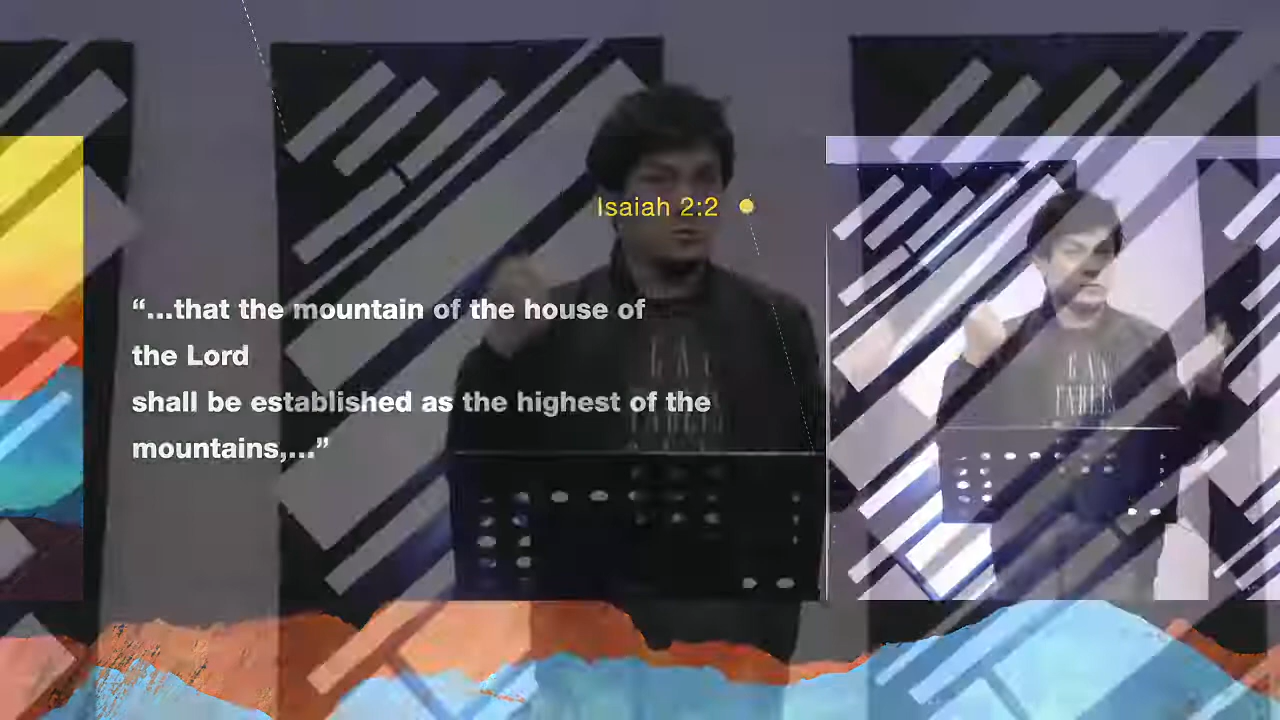 Isaiah 2:2
“...that the mountain of the house of
the Lord
shall be established as the highest of the
mountains,...”